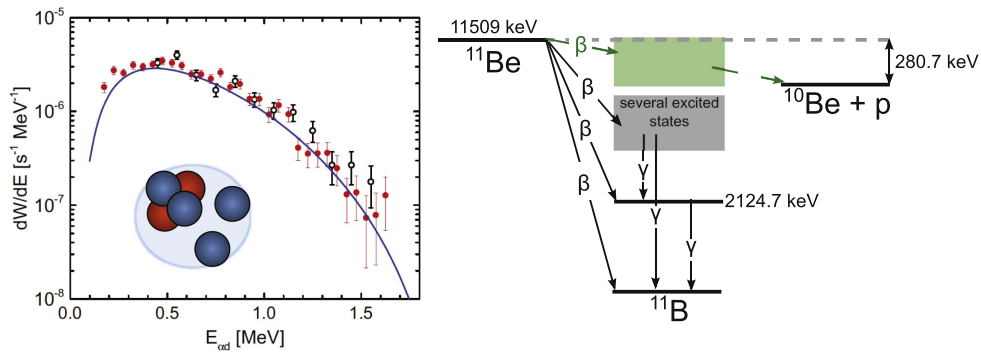 10⁻⁵
10⁻⁶
10⁻⁷
10⁻⁸
dW/dE [s⁻¹ MeV⁻¹]
0.0 0.5 1.0 1.5
E_αd [MeV]
11509 keV
¹¹Be
β
β
β
β
several excited
states
γ
γ
γ
280.7 keV
¹⁰Be + p
2124.7 keV
¹¹B